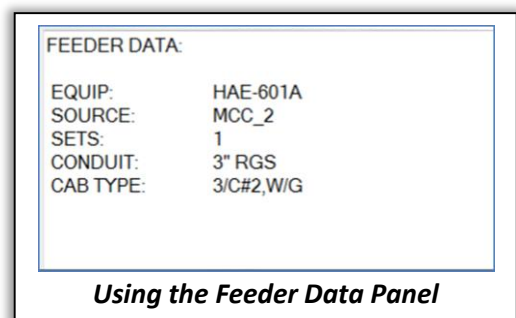 FEEDER DATA:
EQUIP: HAE-601A
SOURCE: MCC_2
SETS: 1
CONDUIT: 3" RGS
CAB TYPE: 3/C#2,W/G
Using the Feeder Data Panel